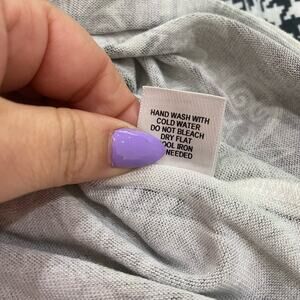 HAND WASH WITH
COLD WATER
DO NOT BLEACH
DRY FLAT
OOL IRON
NEEDED